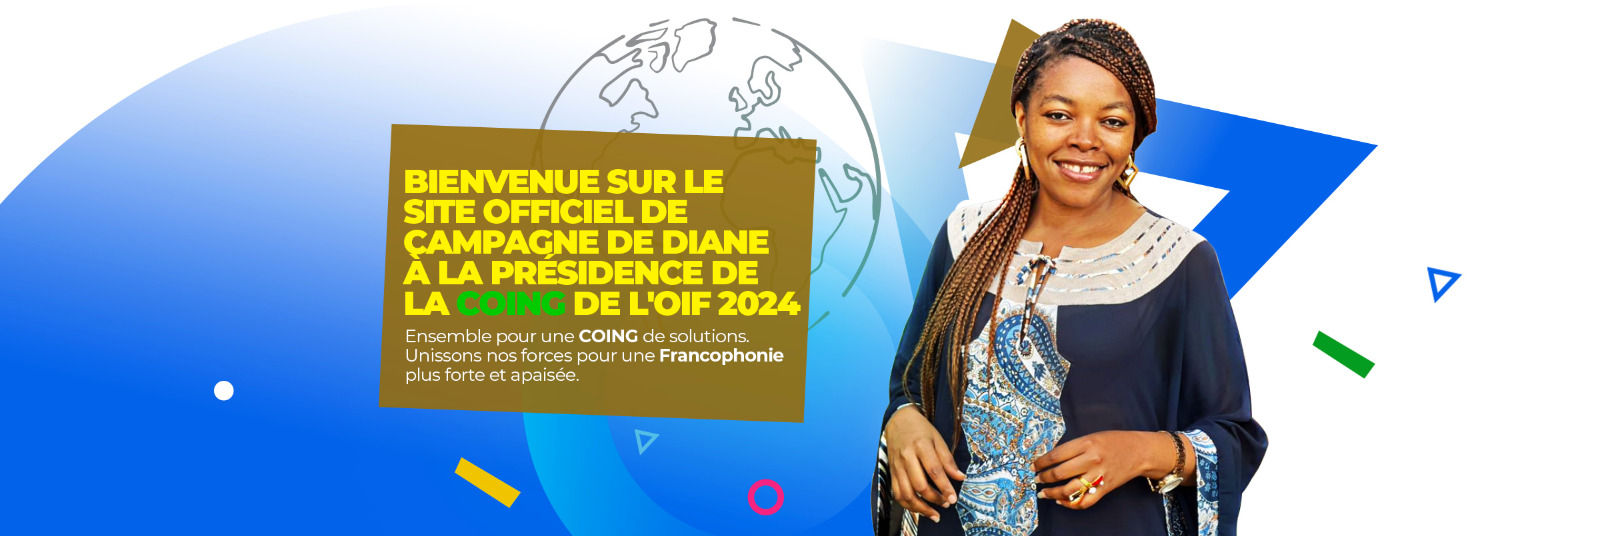 BIENVENUE SUR LE
SITE OFFICIEL DE
CAMPAGNE DE DIANE
À LA PRÉSIDENCE DE
LA COING DE L'OIF 2024
Ensemble pour une COING de solutions.
Unissons nos forces pour une Francophonie
plus forte et apaisée.